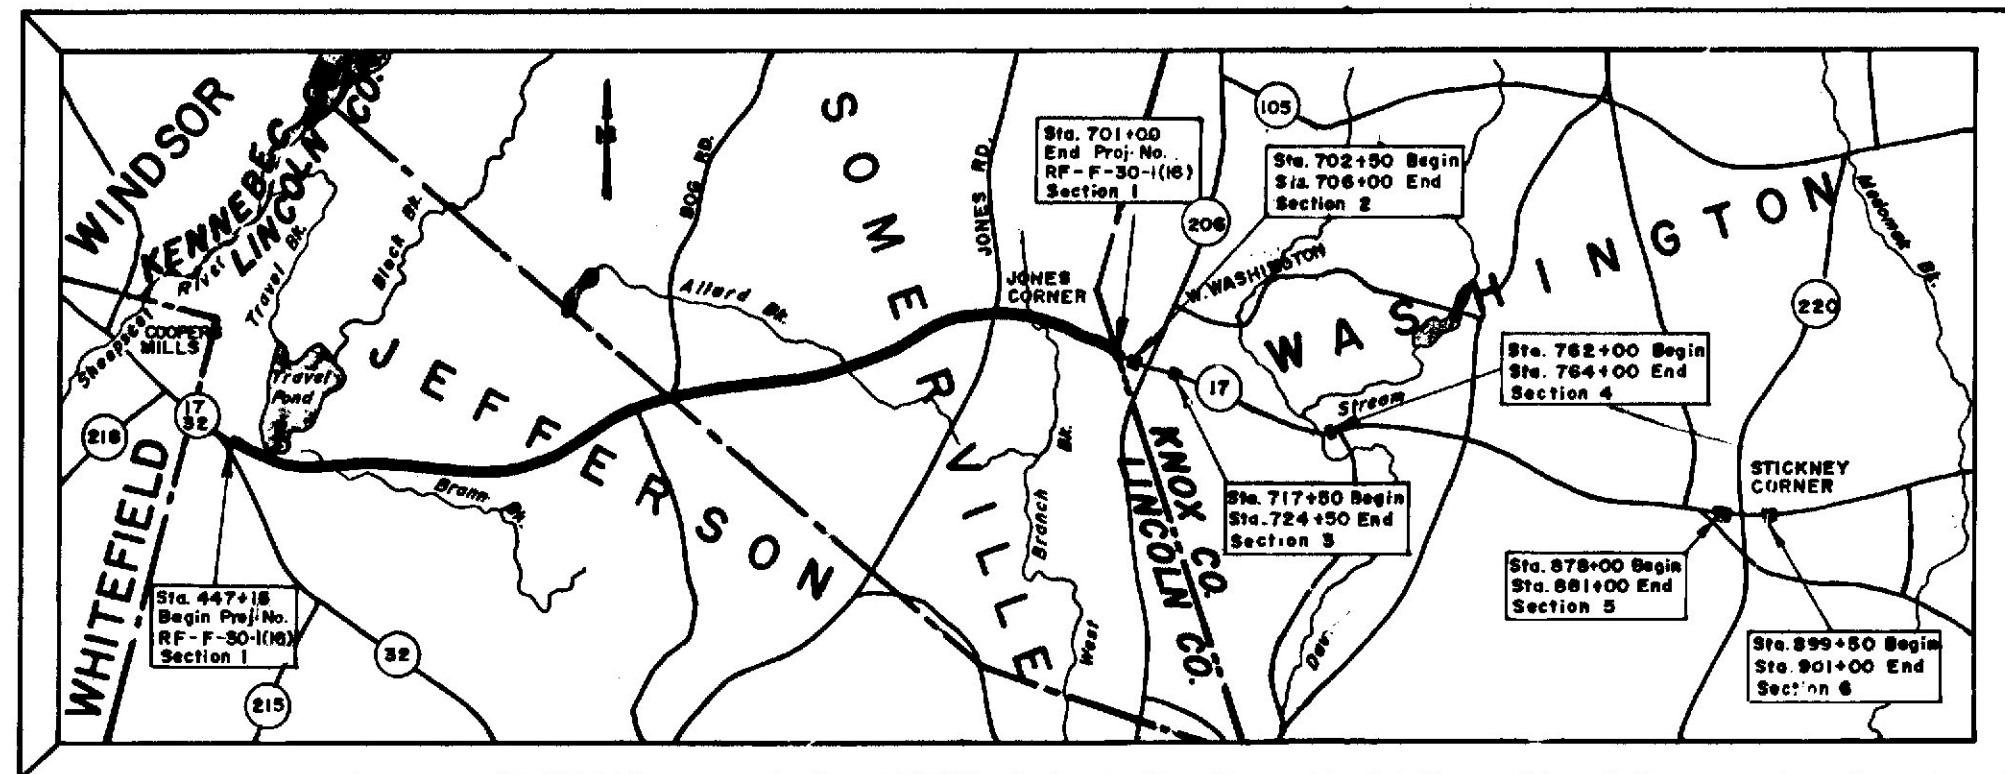 WINDSOR
KENNEBEC CO.
LINCOLN
River
Travel Bk.
Black Bk.
N
BOG RD.
SOMERVILLE
JONES RD.
Sta. 701+00
End Proj. No.
RF-F-30-1(16)
Section 1
105
Sta. 702+50 Begin
Sta. 706+00 End
Section 2
206
W. WASHINGTON
WASHINGTON
Medomak Bk.
220
JONES
CORNER
Allard Bk.
COOPERS
MILLS
Sheepscot
Travel
Pond
JEFFERSON
17
32
218
WHITEFIELD
Brann Bk.
17
Stream
Sta. 762+00 Begin
Sta. 764+00 End
Section 4
KNOX CO.
LINCOLN CO.
Sta. 717+50 Begin
Sta. 724+50 End
Section 3
STICKNEY
CORNER
West Branch Bk.
Dav.
Sta. 878+00 Begin
Sta. 881+00 End
Section 5
Sta. 899+50 Begin
Sta. 901+00 End
Section 6
Sta. 447+18
Begin Proj. No.
RF-F-30-1(16)
Section 1
32
215